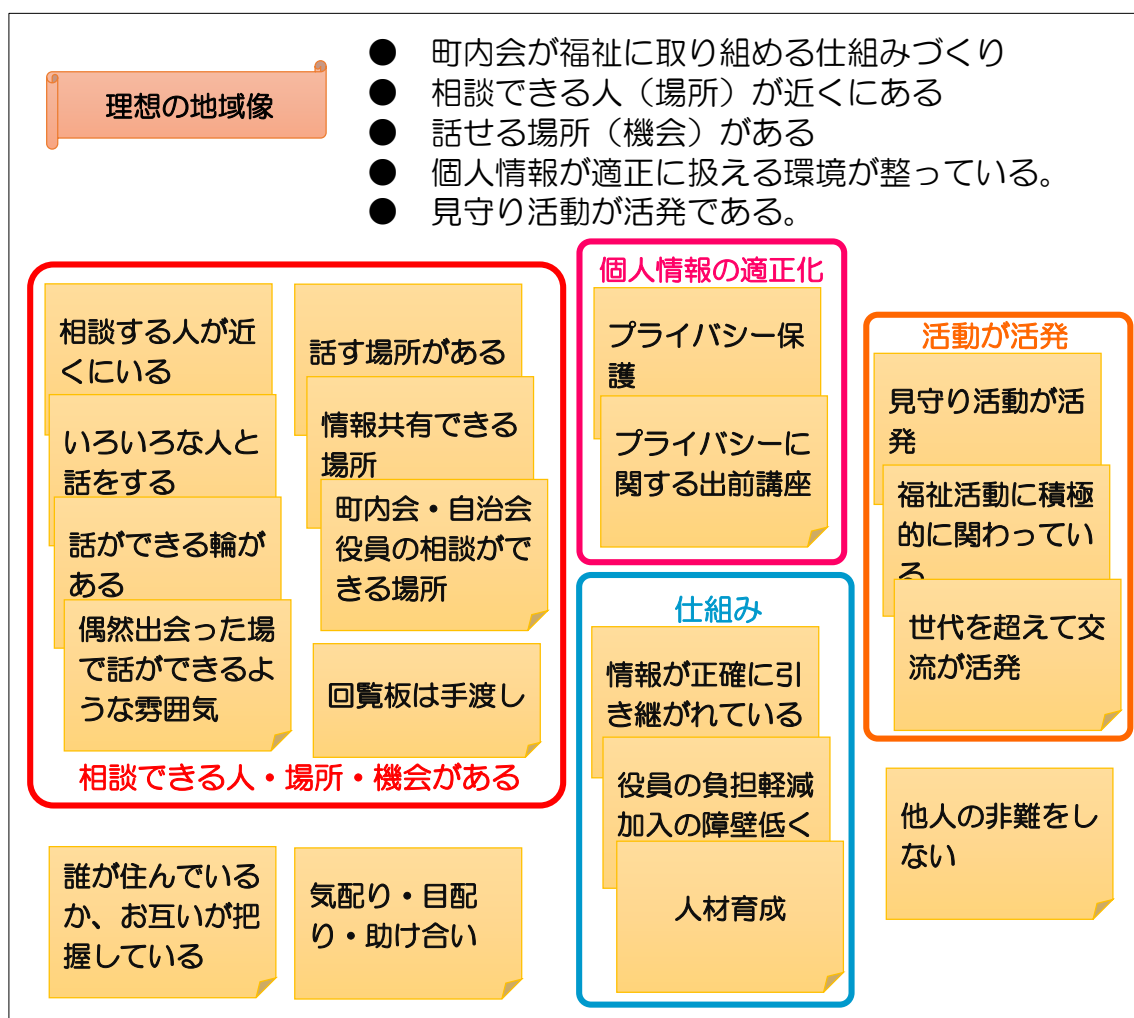 理想の地域像
● 町内会が福祉に取り組める仕組みづくり
● 相談できる人（場所）が近くにある
● 話せる場所（機会）がある
● 個人情報が適正に扱える環境が整っている。
● 見守り活動が活発である。
相談する人が近
くにいる
いろいろな人と
話をする
話ができる輪が
ある
偶然出会った場
で話ができるよ
うな雰囲気
話す場所がある
情報共有できる
場所
町内会・自治会
役員の相談がで
きる場所
回覧板は手渡し
相談できる人・場所・機会がある
個人情報の適正化
プライバシー保
護
プライバシーに
関する出前講座
活動が活発
見守り活動が活
発
福祉活動に積極
的に関わってい
る
世代を超えて交
流が活発
仕組み
情報が正確に引
き継がれている
役員の負担軽減
加入の障壁低く
人材育成
他人の非難をし
ない
誰が住んでいる
か、お互いが把
握している
気配り・目配
り・助け合い